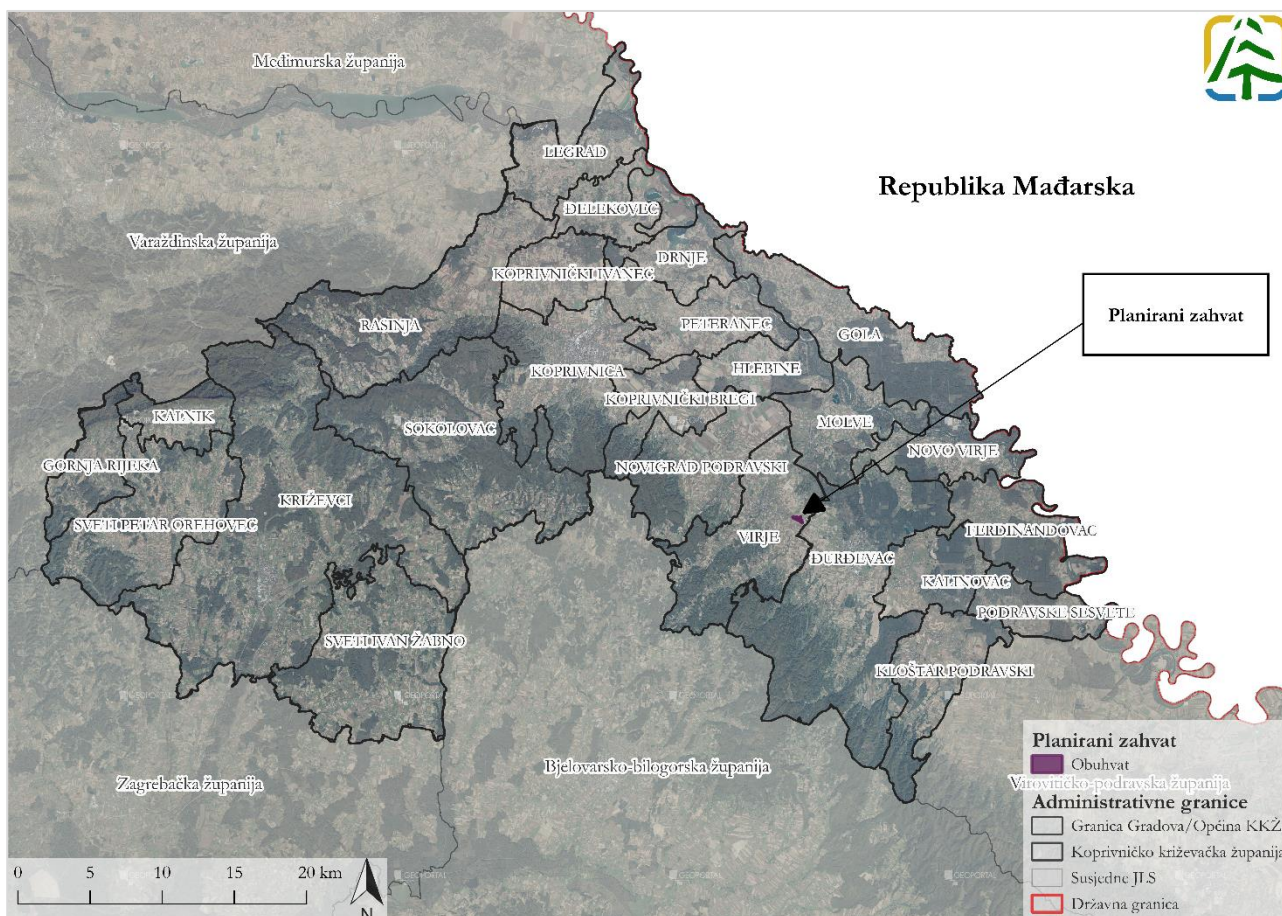 Međimurska županija
LEGRAD
Republika Mađarska
ĐELEKOVEC
Varaždinska županija
DRNJE
KOPRIVNIČKI IVANEC
Planirani zahvat
RASINJA
PETERANEC
GOLA
HLEBINE
KOPRIVNICA
KOPRIVNIČKI BREGI
KALNIK
MOLVE
SOKOLOVAC
NOVO VIRJE
GORNJA RIJEKA
NOVIGRAD PODRAVSKI
KRIŽEVCI
SVETI PETAR OREHOVEC
FERDINANDOVAC
VIRJE
ĐURĐEVAC
KALINOVAC
PODRAVSKE SESVETE
SVETI IVAN ŽABNO
KLOŠTAR PODRAVSKI
Bjelovarsko-bilogorska županija
Zagrebačka županija
Virovitičko-podravska županija
Planirani zahvat
Obuhvat
Administrativne granice
Granica Gradova/Općina KKŽ
Koprivničko križevačka županija
Susjedne JLS
Državna granica
0 5 10 15 20 km
N
GEOPORTAL